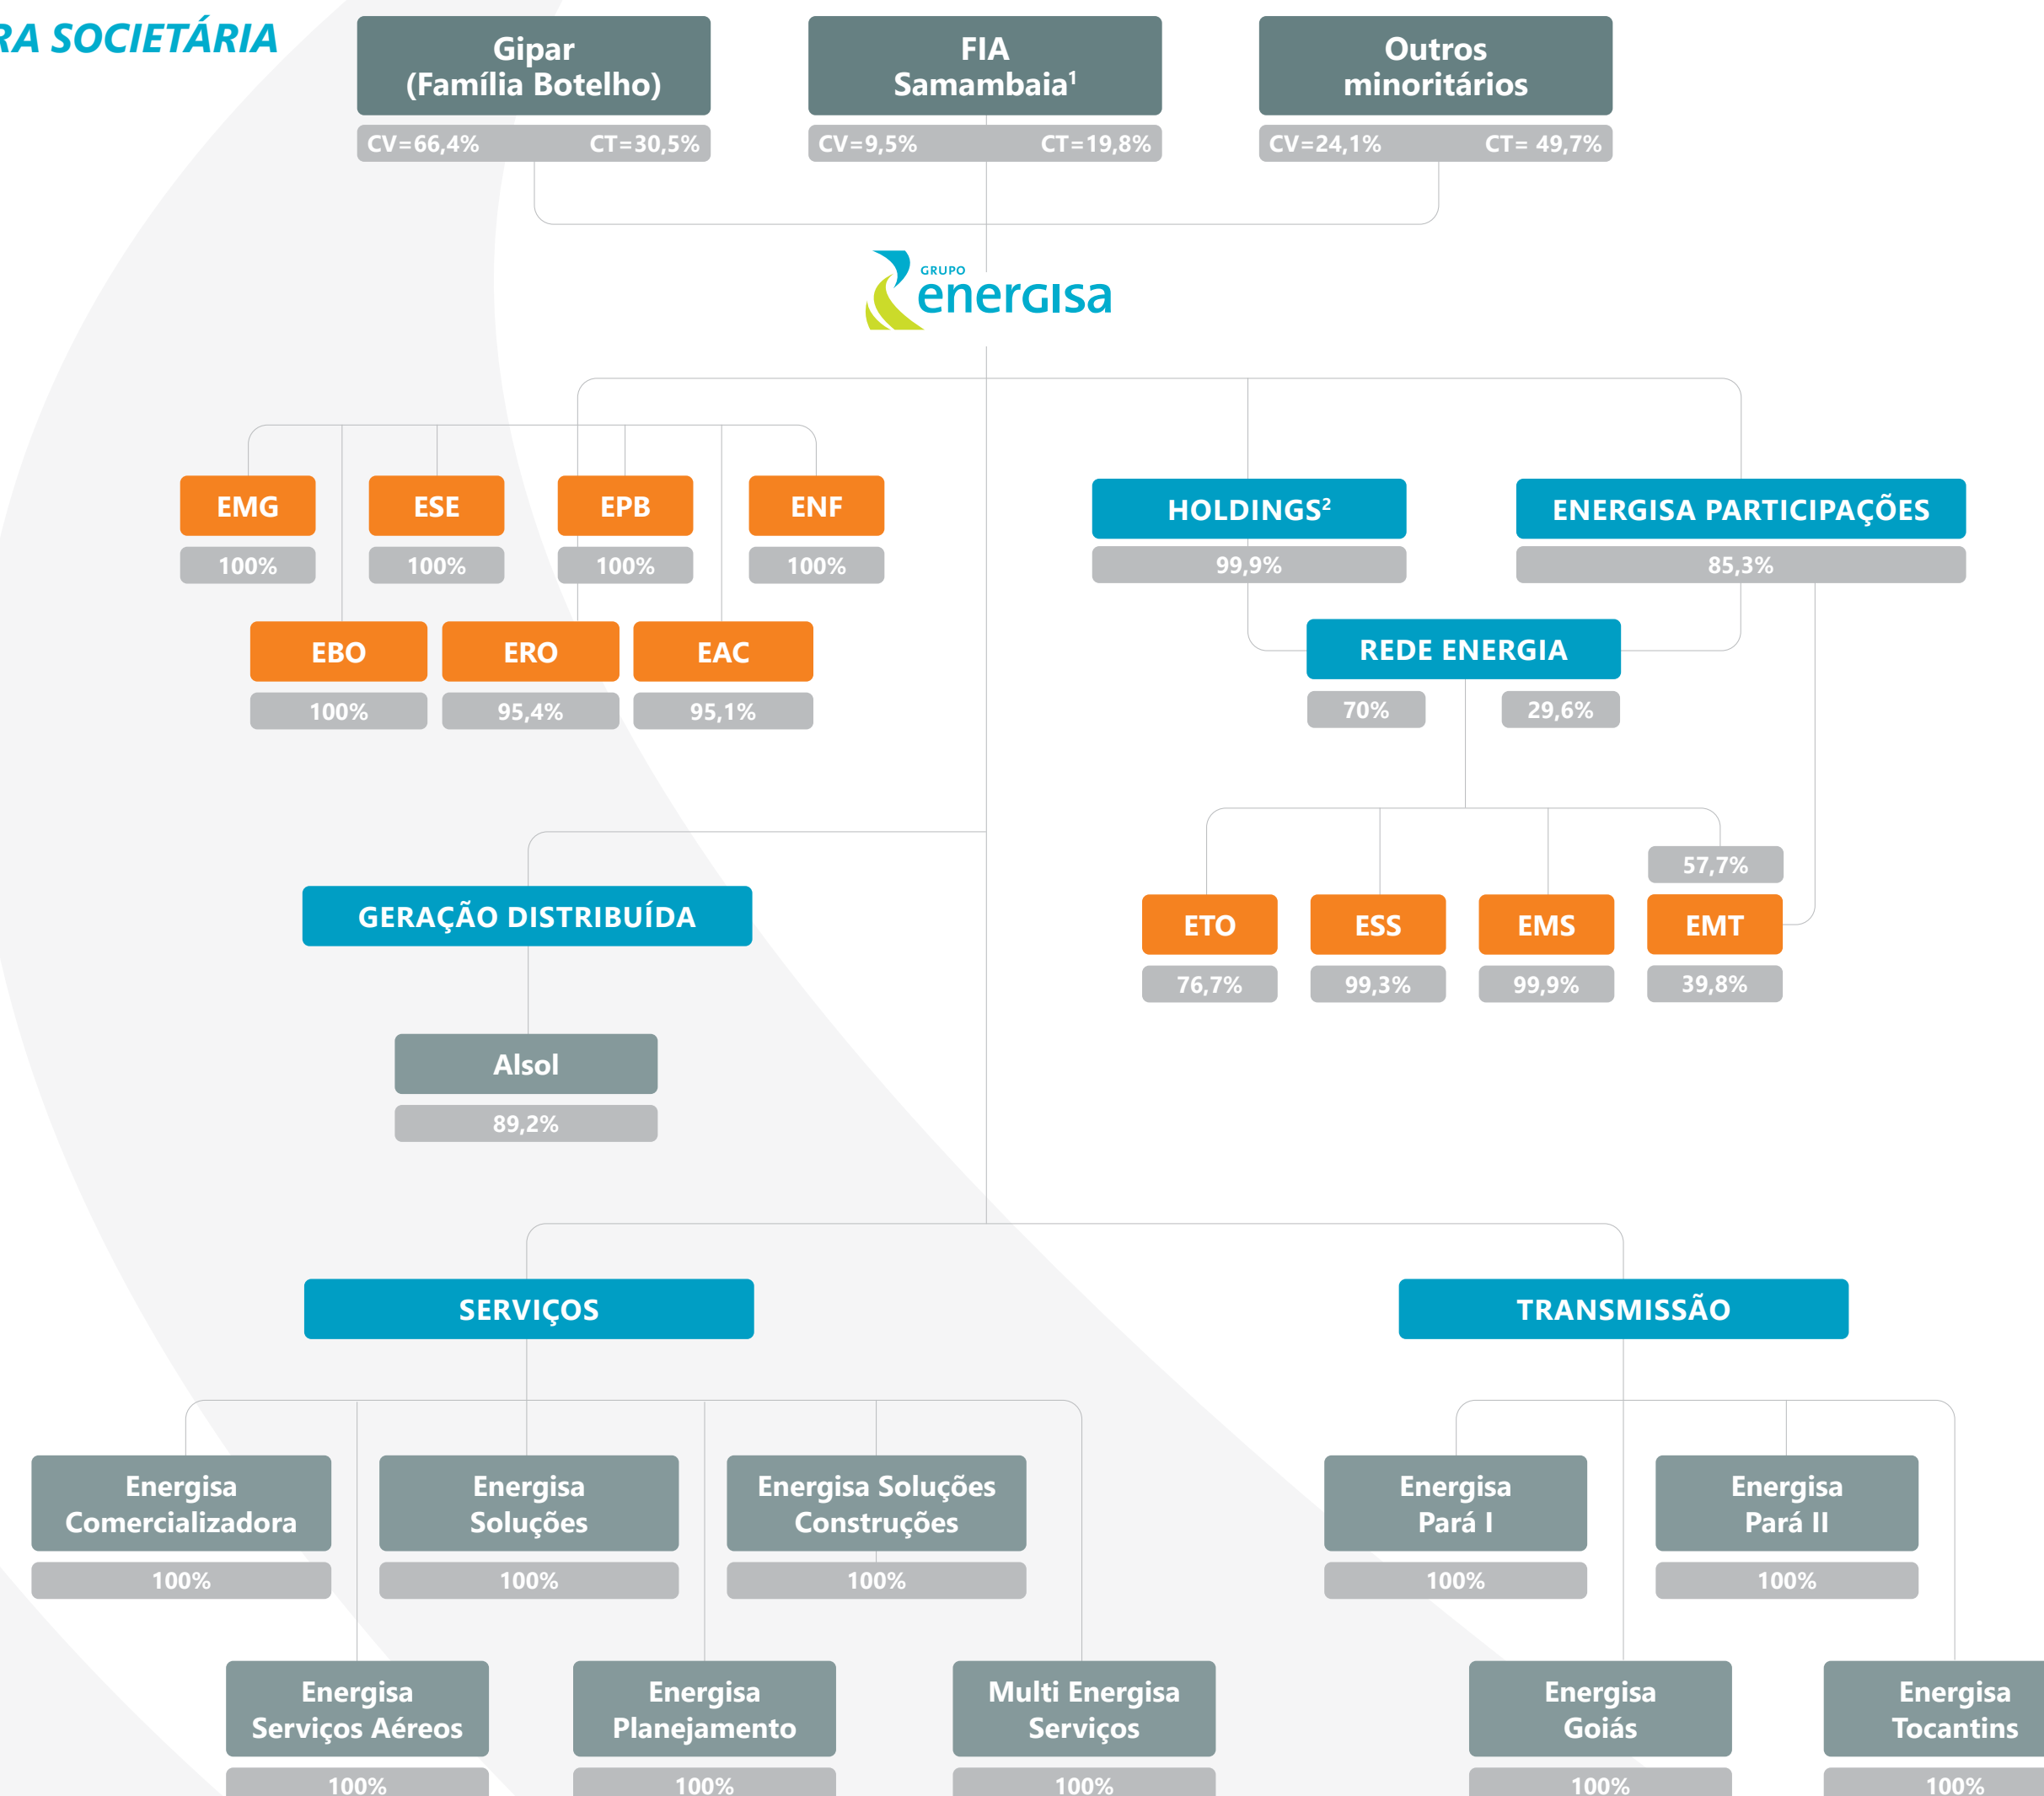 RA SOCIETÁRIA
Gipar
(Família Botelho)
CV=66,4% CT=30,5%
FIA
Samambaia¹
CV=9,5% CT=19,8%
Outros
minoritários
CV=24,1% CT= 49,7%
GRUPO
energisa
EMG
100%
ESE
100%
EPB
100%
ENF
100%
EBO
100%
ERO
95,4%
EAC
95,1%
HOLDINGS²
99,9%
ENERGISA PARTICIPAÇÕES
85,3%
REDE ENERGIA
70%
29,6%
57,7%
ETO
76,7%
ESS
99,3%
EMS
99,9%
EMT
39,8%
GERAÇÃO DISTRIBUÍDA
Alsol
89,2%
SERVIÇOS
Energisa
Comercializadora
100%
Energisa
Soluções
100%
Energisa Soluções
Construções
100%
Energisa
Serviços Aéreos
100%
Energisa
Planejamento
100%
Multi Energisa
Serviços
100%
TRANSMISSÃO
Energisa
Pará I
100%
Energisa
Pará II
100%
Energisa
Goiás
100%
Energisa
Tocantins
100%